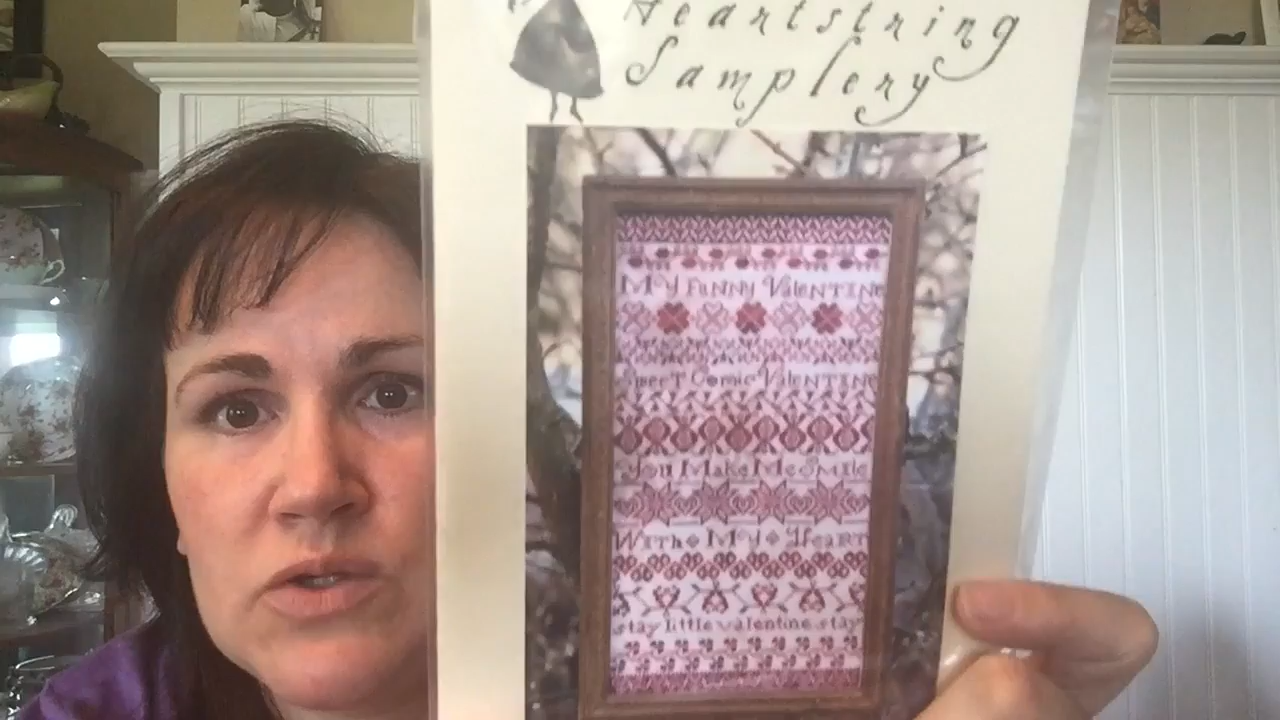 Heartstring
Samplery
My Funny Valentine
Sweet Comic Valentine
You Make Me Smile
With My Heart
stay little valentine stay